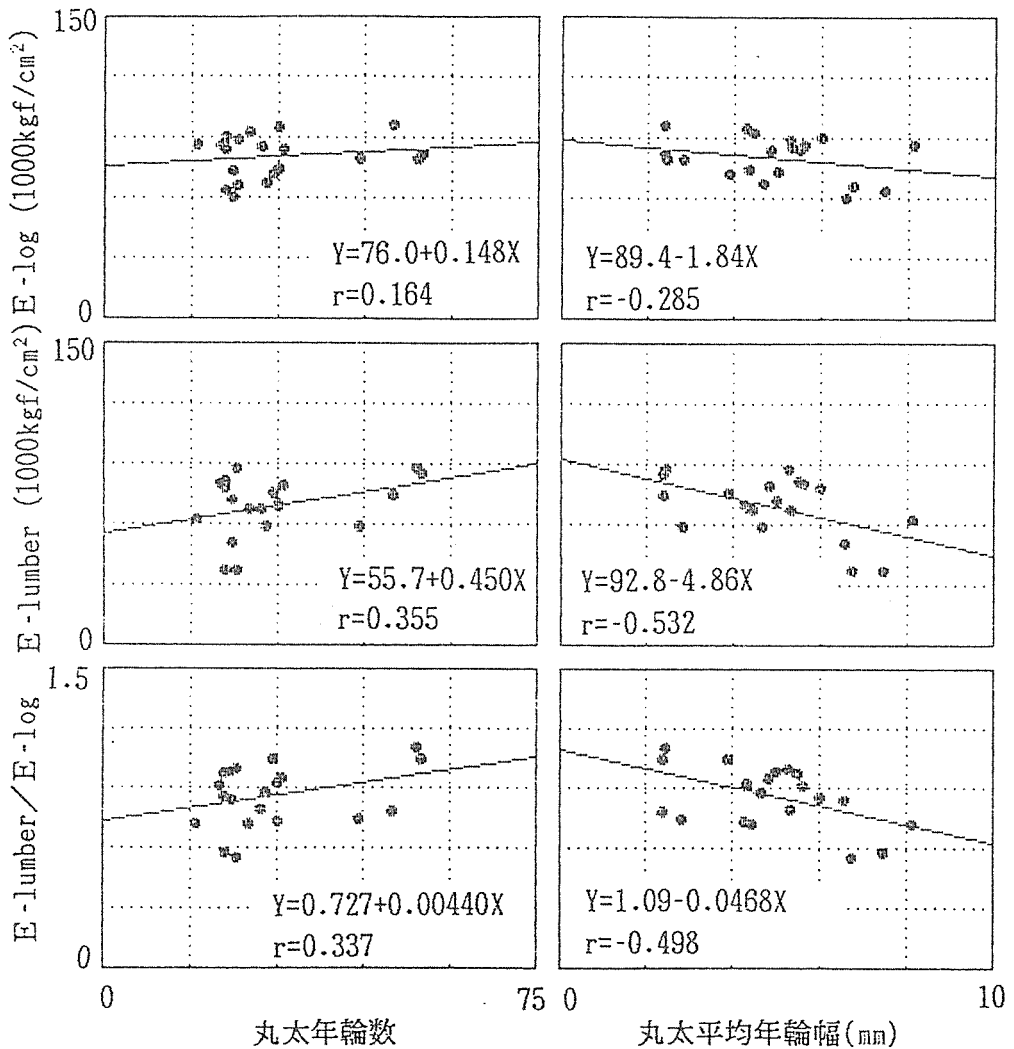 150
E-log (1000kgf/cm²)
0
Y=76.0+0.148X
r=0.164
Y=89.4-1.84X
r=-0.285
150
E-lumber (1000kgf/cm²)
0
Y=55.7+0.450X
r=0.355
Y=92.8-4.86X
r=-0.532
1.5
E-lumber/E-log
0
Y=0.727+0.00440X
r=0.337
Y=1.09-0.0468X
r=-0.498
0 75 0 10
丸太年輪数 丸太平均年輪幅(mm)